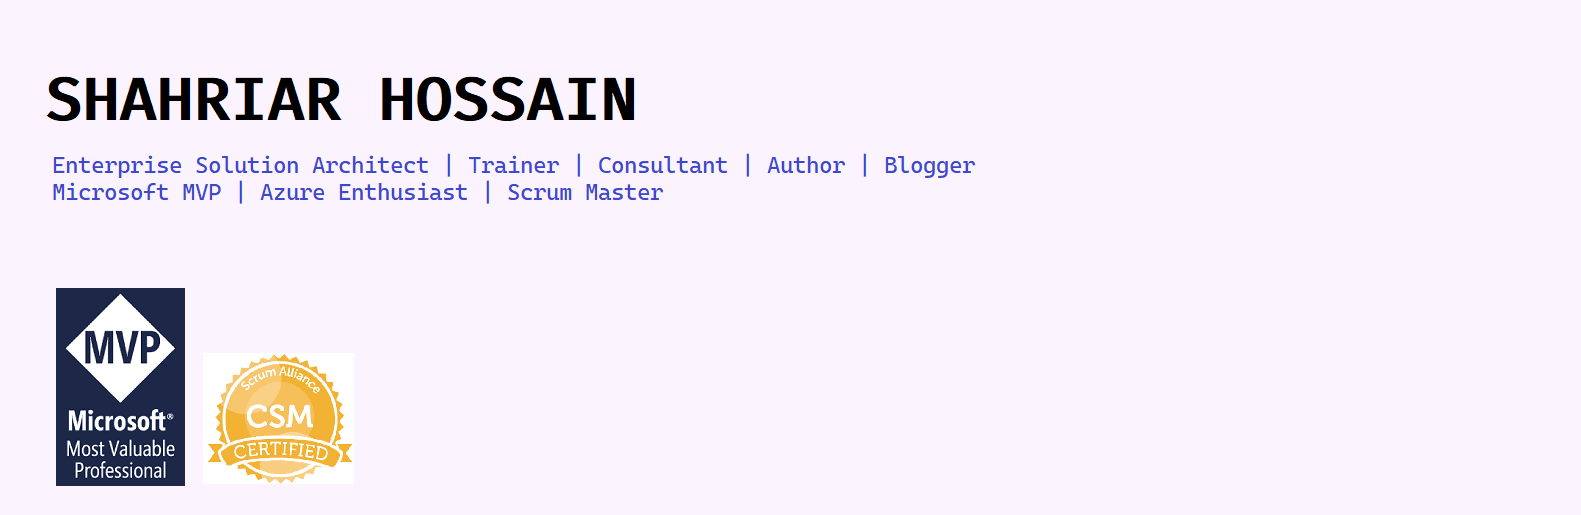 SHAHRIAR HOSSAIN
Enterprise Solution Architect | Trainer | Consultant | Author | Blogger
Microsoft MVP | Azure Enthusiast | Scrum Master
MVP
Microsoft®
Most Valuable
Professional
Scrum Alliance
CSM
CERTIFIED